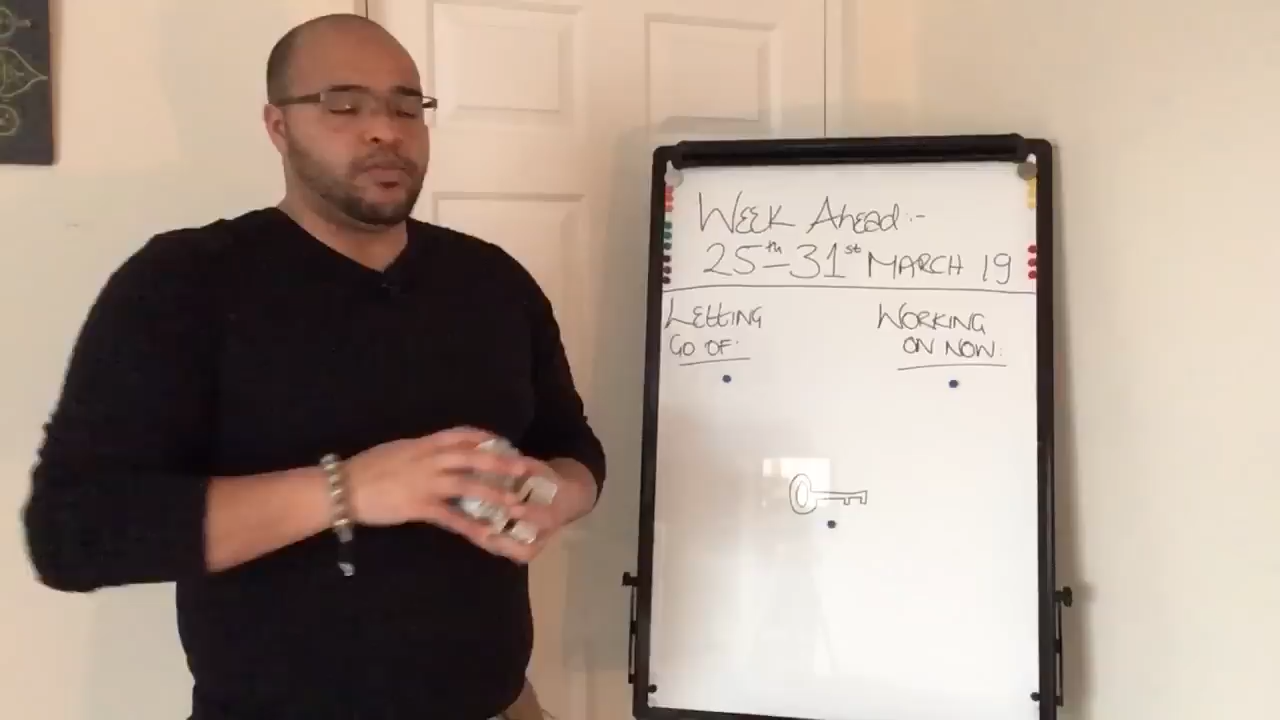 Week Ahead:-
25th-31st MARCH 19
LETTING
GO OF:
WORKING
ON NOW: